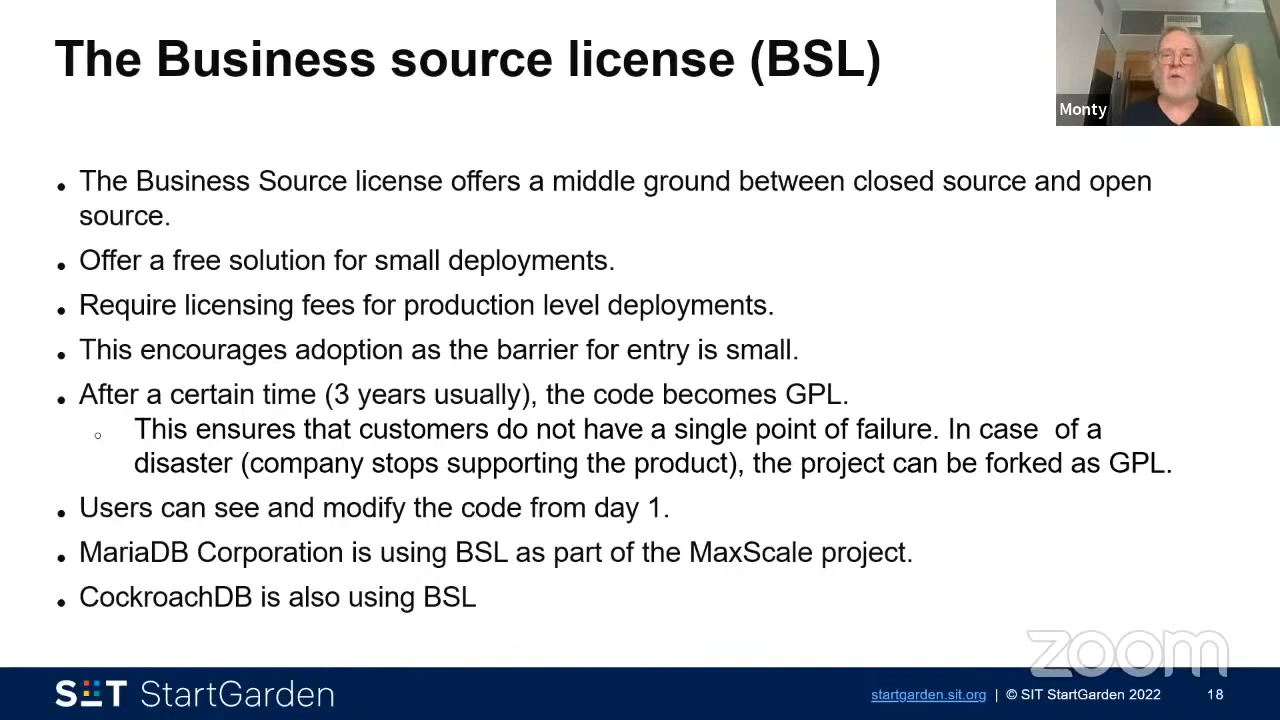 The Business source license (BSL)
Monty
• The Business Source license offers a middle ground between closed source and open
source.
• Offer a free solution for small deployments.
• Require licensing fees for production level deployments.
• This encourages adoption as the barrier for entry is small.
• After a certain time (3 years usually), the code becomes GPL.
○ This ensures that customers do not have a single point of failure. In case  of a
disaster (company stops supporting the product), the project can be forked as GPL.
• Users can see and modify the code from day 1.
• MariaDB Corporation is using BSL as part of the MaxScale project.
• CockroachDB is also using BSL
zoom
SIT StartGarden
startgarden.sit.org | © SIT StartGarden 2022 18